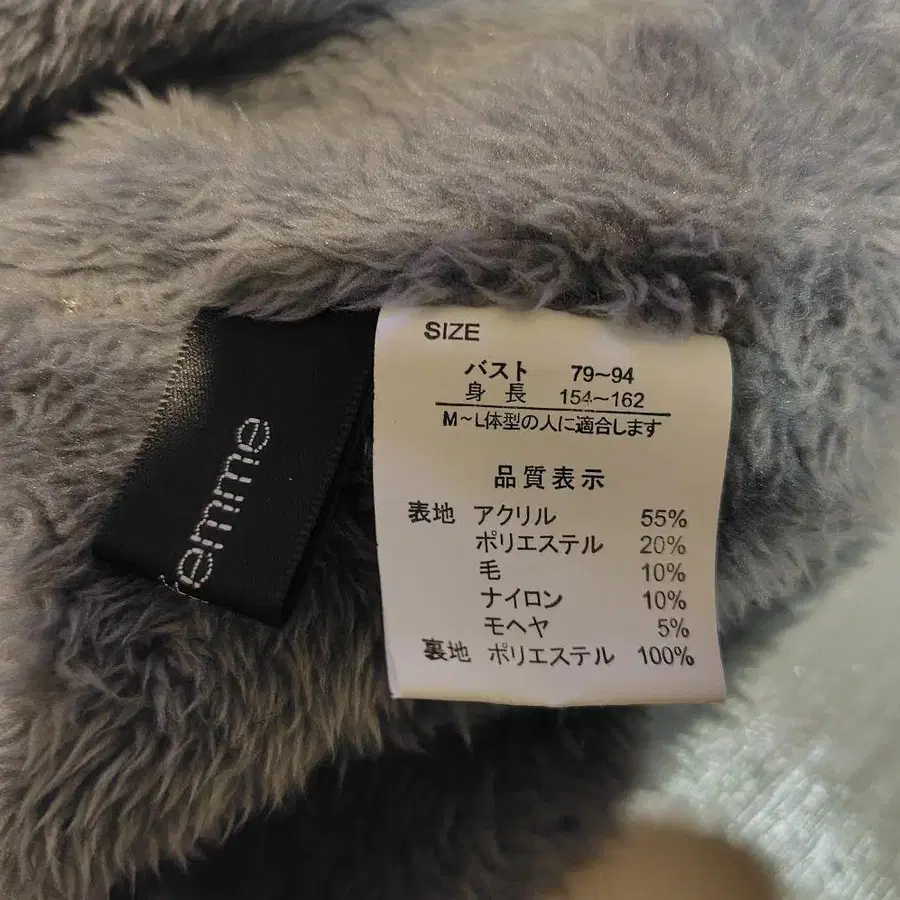 SIZE
バスト 79~94
身長 154~162
M~L体型の人に適合します
品質表示
表地 アクリル 55%
ポリエステル 20%
毛 10%
ナイロン 10%
モヘヤ 5%
裏地 ポリエステル 100%
femme